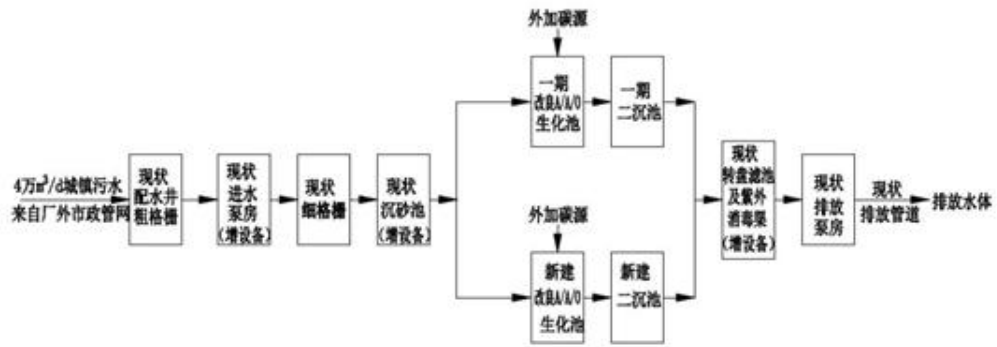 4万m³/d城镇污水
来自厂外市政管网
现状
配水井
粗格栅
现状
进水
泵房
(增设备)
现状
细格栅
现状
沉砂池
(增设备)
外加碳源
一期
改良A/A/O
生化池
一期
二沉池
外加碳源
新建
改良A/A/O
生化池
新建
二沉池
现状
转盘滤池
及紫外
消毒渠
(增设备)
现状
排放
泵房
现状
排放管道
排放水体